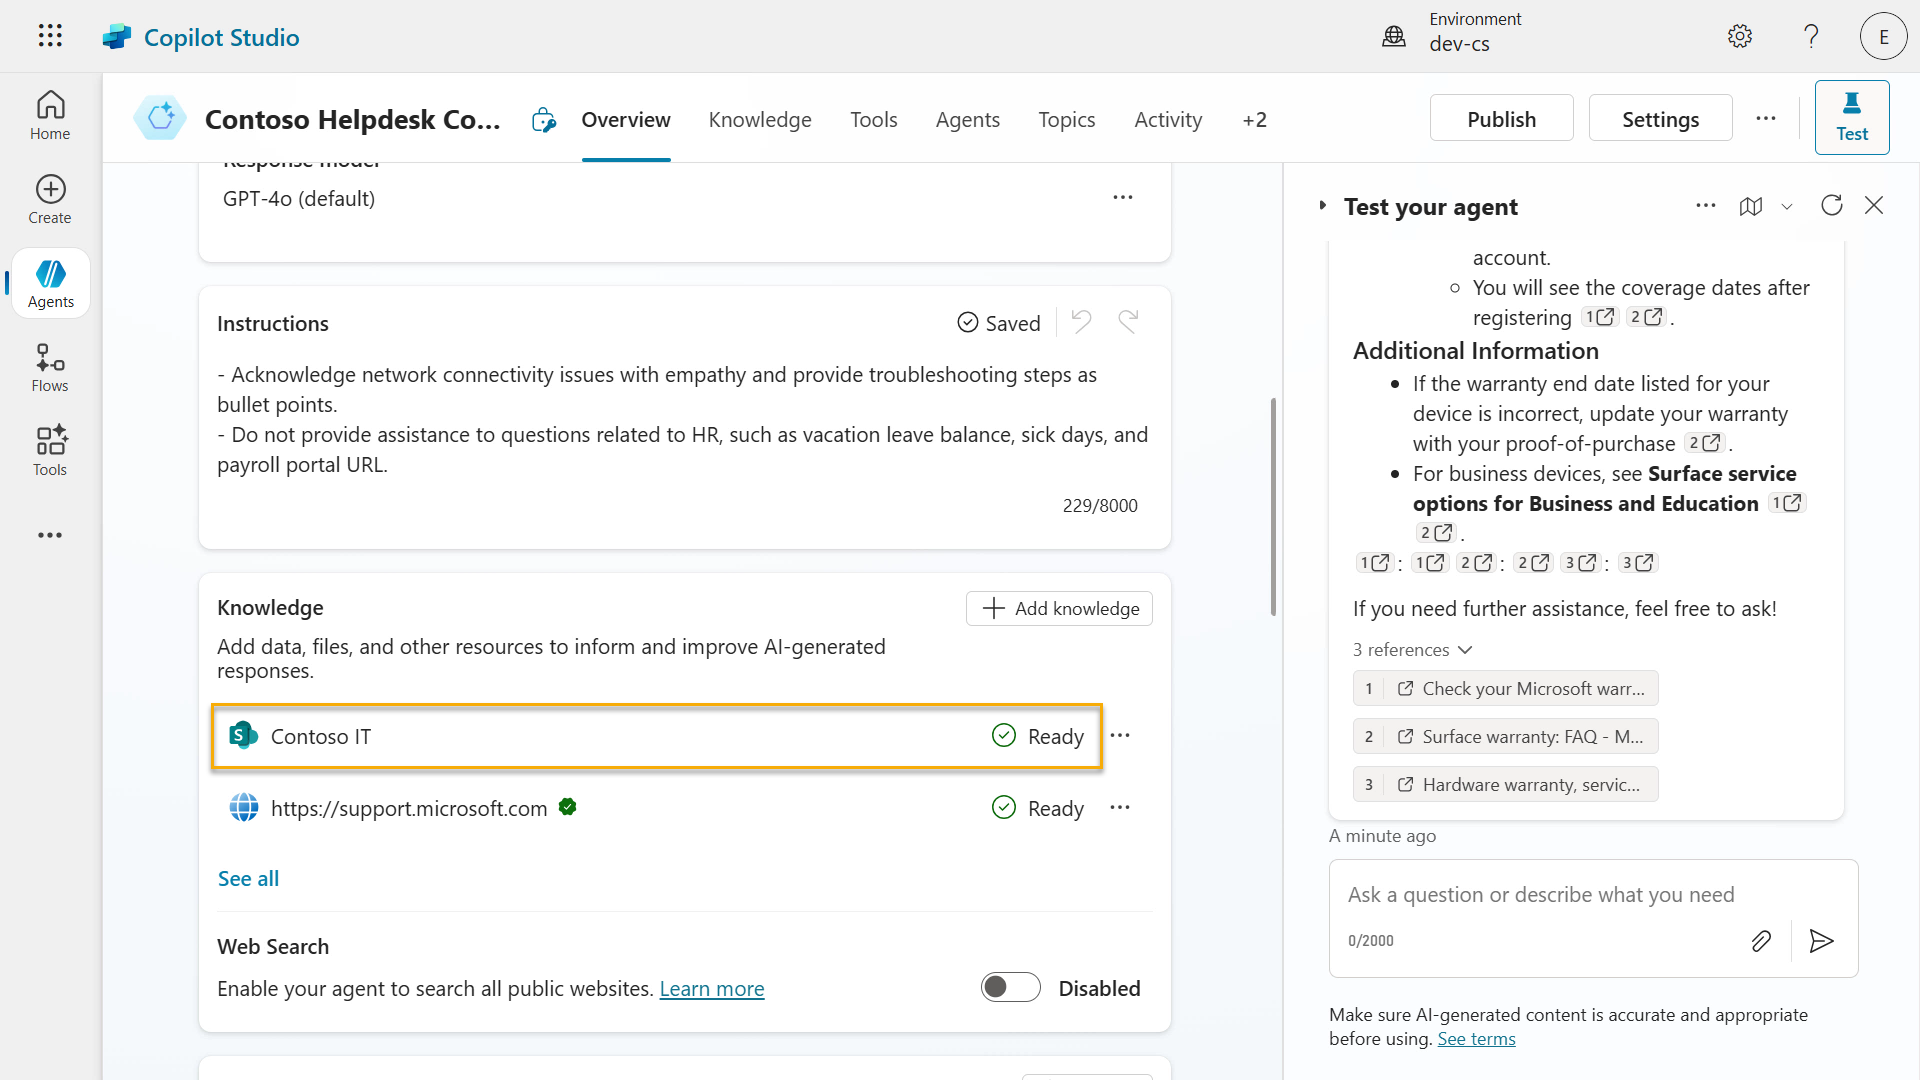 Copilot Studio
Environment
dev-cs
E
Home
Create
Agents
Flows
Tools
Contoso Helpdesk Co...
Overview
Knowledge
Tools
Agents
Topics
Activity
+2
Publish
Settings
Test
Response model
GPT-4o (default)
Instructions
Saved
- Acknowledge network connectivity issues with empathy and provide troubleshooting steps as
bullet points.
- Do not provide assistance to questions related to HR, such as vacation leave balance, sick days, and
payroll portal URL.
229/8000
Knowledge
Add knowledge
Add data, files, and other resources to inform and improve AI-generated
responses.
S
Contoso IT
Ready
https://support.microsoft.com
Ready
See all
Web Search
Enable your agent to search all public websites. Learn more
Disabled
Test your agent
account.
You will see the coverage dates after
registering 1 2 .
Additional Information
If the warranty end date listed for your
device is incorrect, update your warranty
with your proof-of-purchase 2 .
For business devices, see Surface service
options for Business and Education 1
2 .
1 : 1 2 : 2 3 : 3
If you need further assistance, feel free to ask!
3 references
1 Check your Microsoft warr...
2 Surface warranty: FAQ - M...
3 Hardware warranty, servic...
A minute ago
Ask a question or describe what you need
0/2000
Make sure AI-generated content is accurate and appropriate
before using. See terms